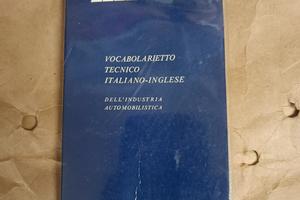 VOCABOLARIETTO
TECNICO
ITALIANO-INGLESE
DELL'INDUSTRIA
AUTOMOBILISTICA